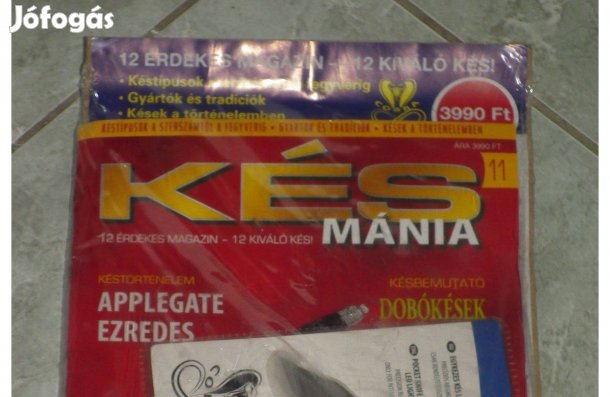 Jófogás
12 ÉRDEKES MAGAZIN - 12 KIVÁLÓ KÉS!
• Késtípusok
• Gyártók és tradíciók
• Kések a történelemben
3990 Ft
KÉSTÍPUSOK A SZERSZÁMTÓL A FEGYVERIG - GYÁRTÓK ÉS TRADÍCIÓK - KÉSEK A TÖRTÉNELEMBEN
ÁRA 3990 FT
11
KÉS
MÁNIA
12 ÉRDEKES MAGAZIN - 12 KIVÁLÓ KÉS!
KÉSTÖRTÉNELEM
APPLEGATE
EZREDES
KÉSBEMUTATÓ
DOBÓKÉSEK